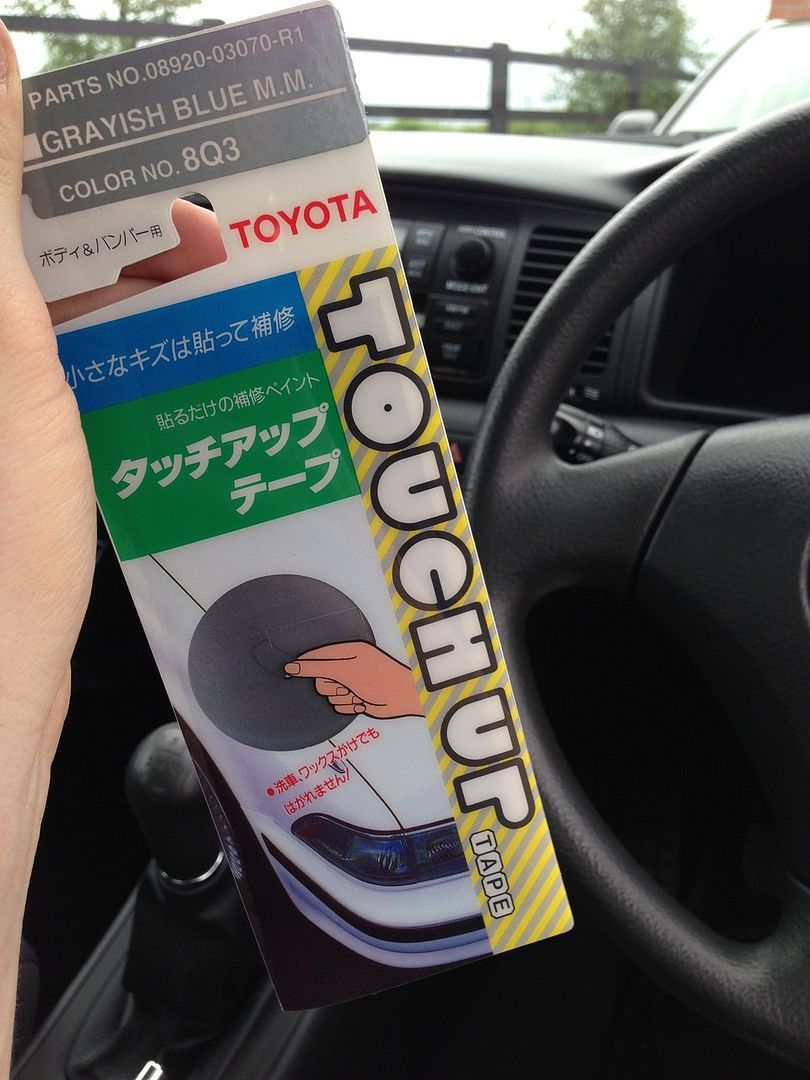 PARTS NO.08920-03070-R1
GRAYISH BLUE M.M.
COLOR NO. 8Q3
ボディ&バンパー用
TOYOTA
小さなキズは貼って補修
貼るだけの補修ペイント
タッチアップ
テープ
TOUCH UP
TAPE
●洗車、ワックスがけでも
はがれません!